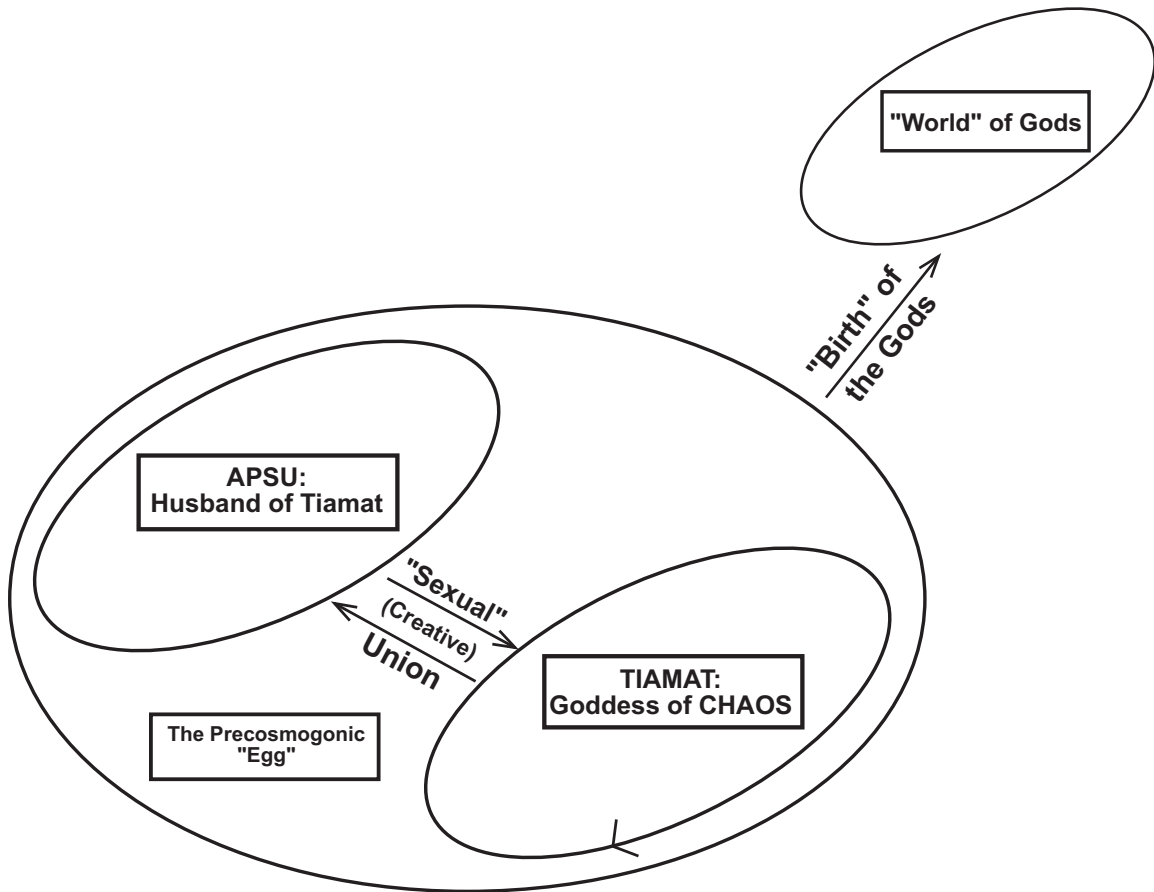 "World" of Gods
"Birth" of
the Gods
APSU:
Husband of Tiamat
"Sexual"
(Creative)
Union
TIAMAT:
Goddess of CHAOS
The Precosmogonic
"Egg"